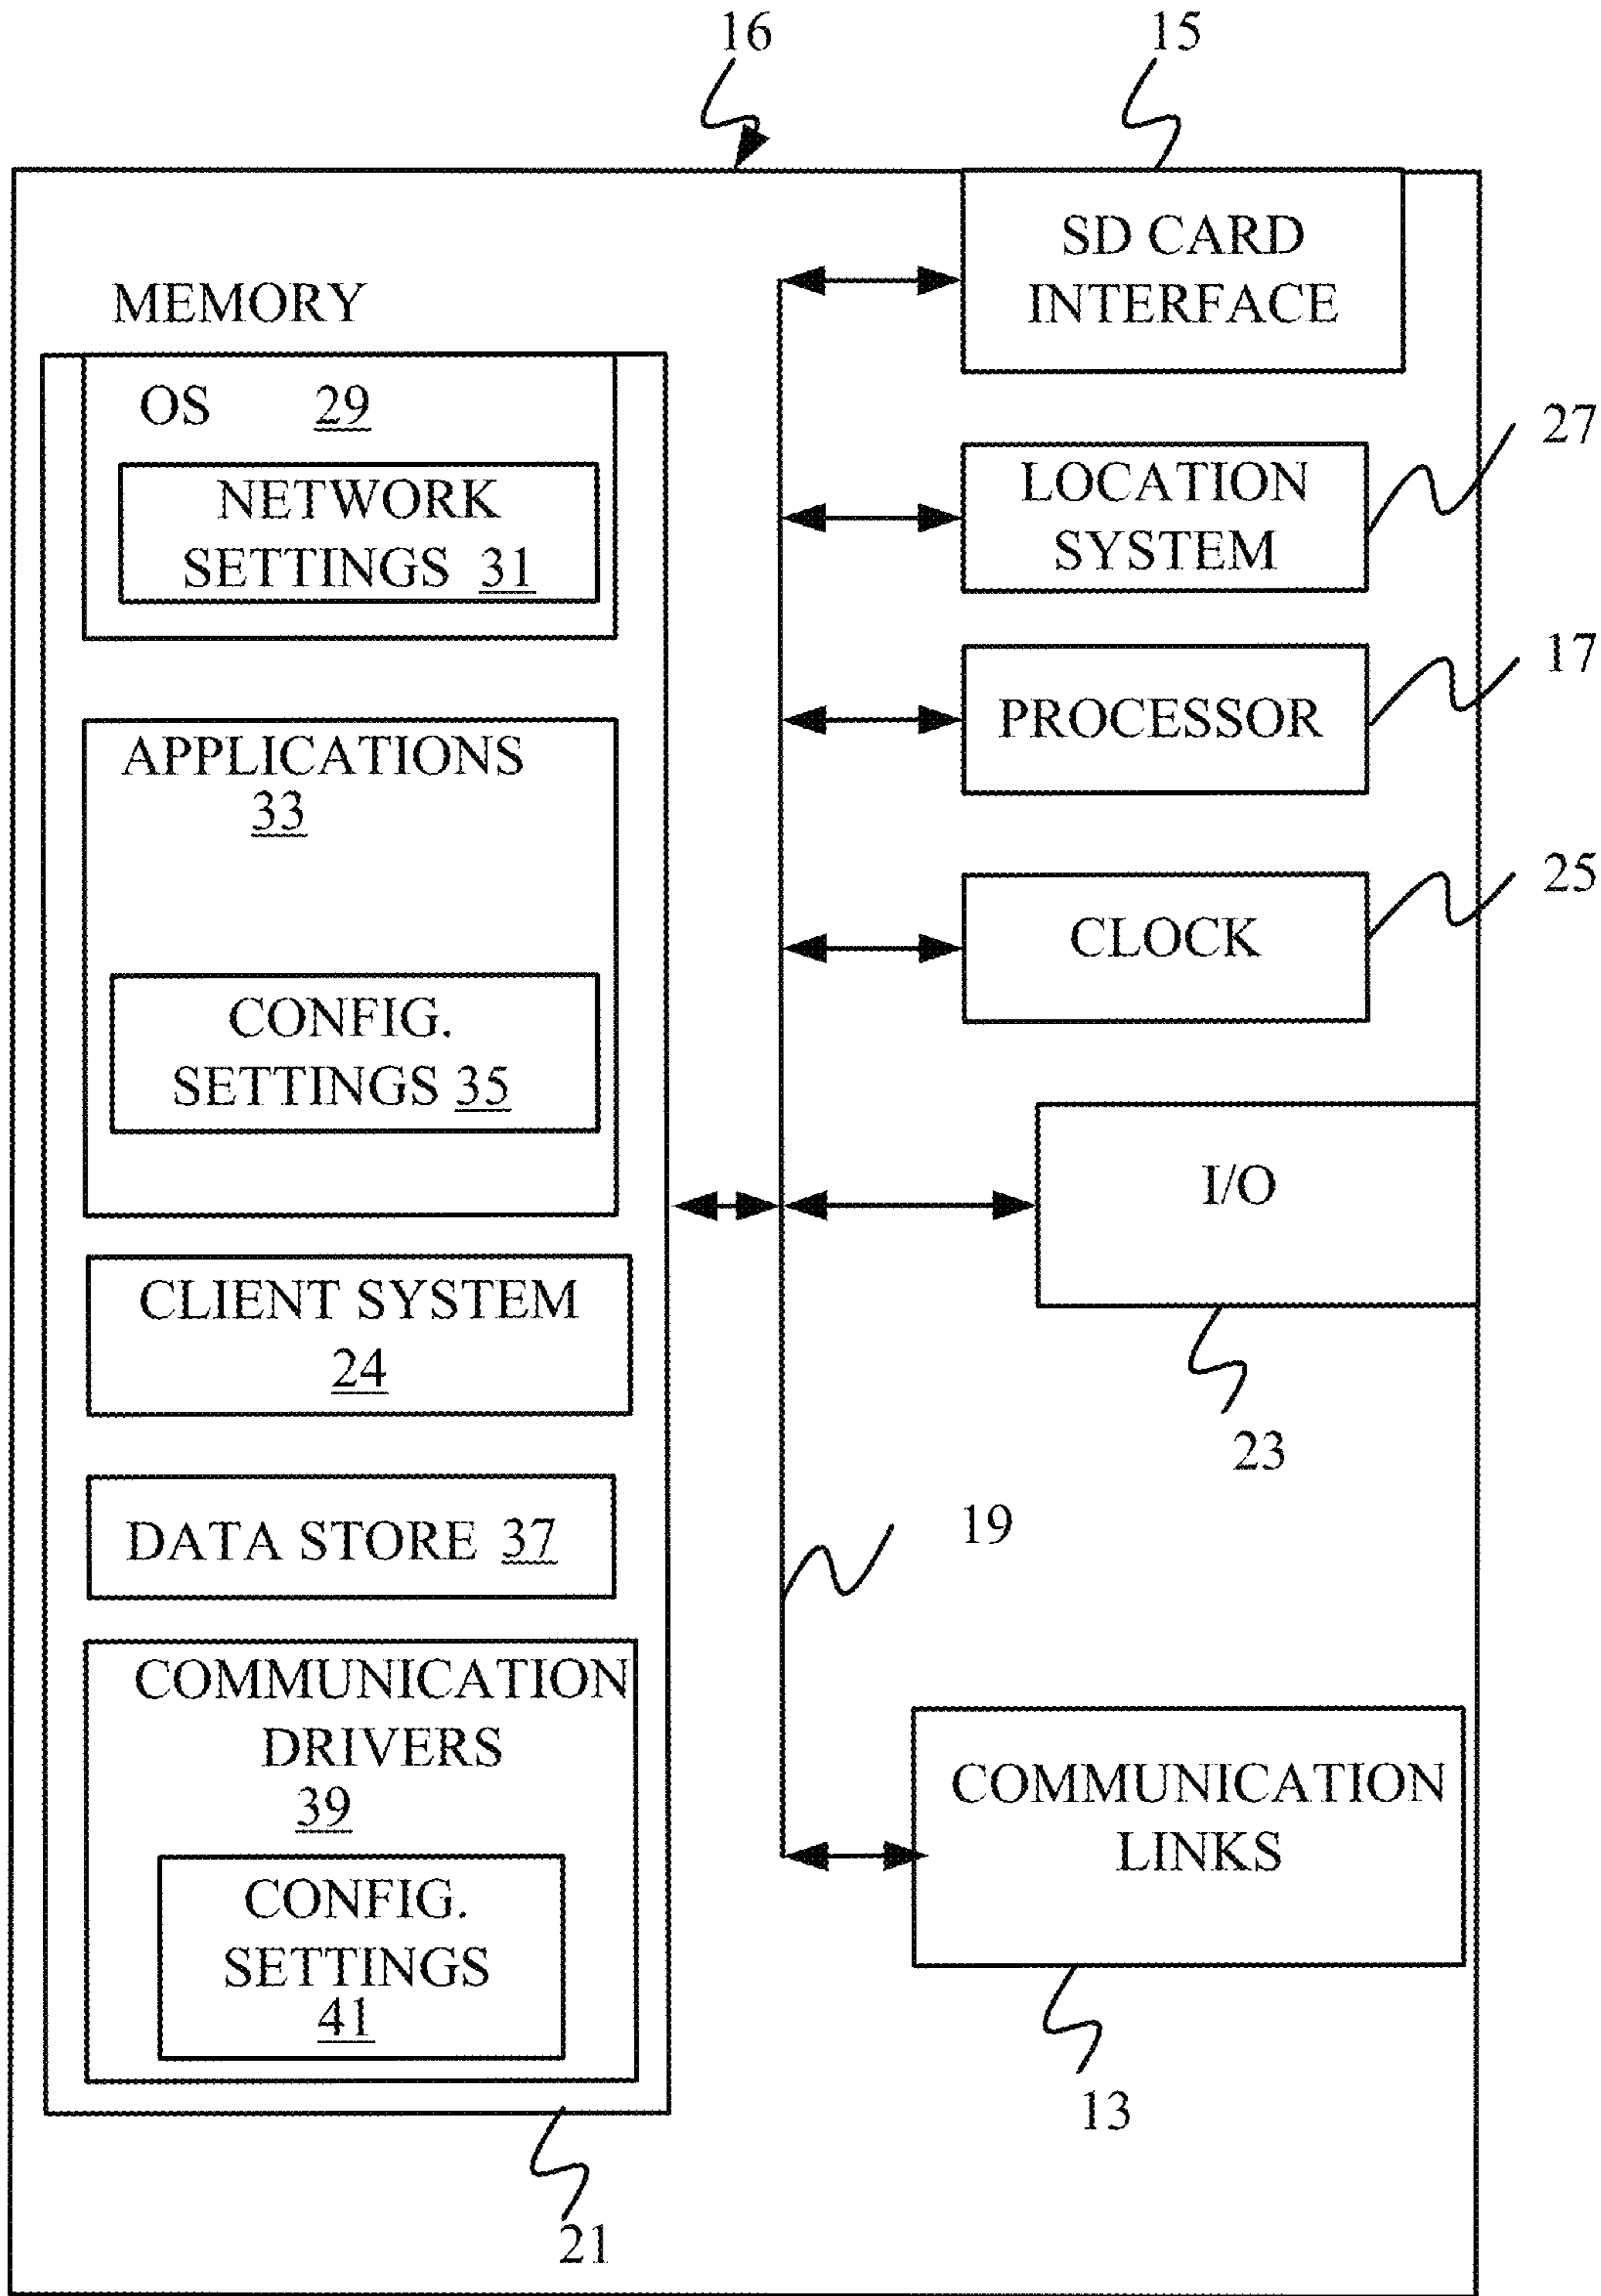 16
15
SD CARD
INTERFACE
MEMORY
OS 29
NETWORK
SETTINGS 31
27
LOCATION
SYSTEM
17
PROCESSOR
APPLICATIONS
33
25
CLOCK
CONFIG.
SETTINGS 35
I/O
CLIENT SYSTEM
24
23
DATA STORE 37
19
COMMUNICATION
DRIVERS
39
COMMUNICATION
LINKS
CONFIG.
SETTINGS
41
13
21